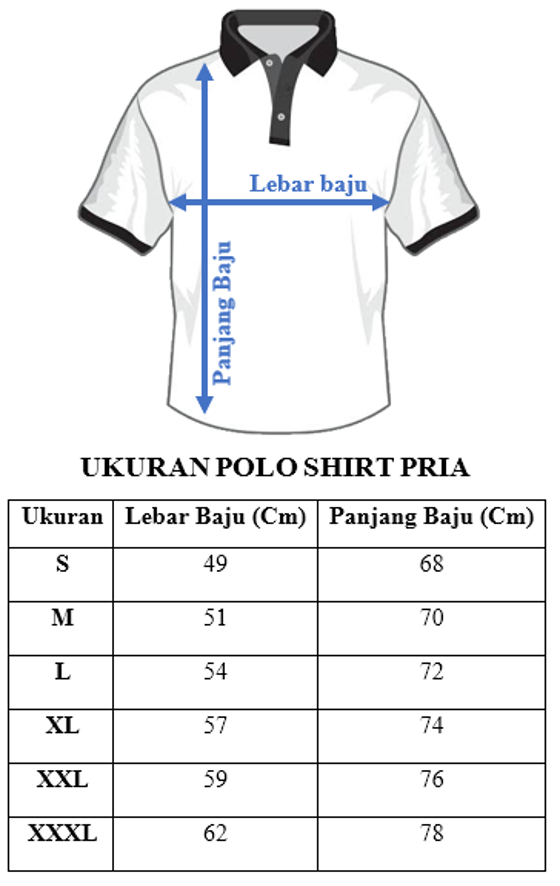 Lebar baju
Panjang Baju
UKURAN POLO SHIRT PRIA
Ukuran Lebar Baju (Cm) Panjang Baju (Cm)
S 49 68
M 51 70
L 54 72
XL 57 74
XXL 59 76
XXXL 62 78